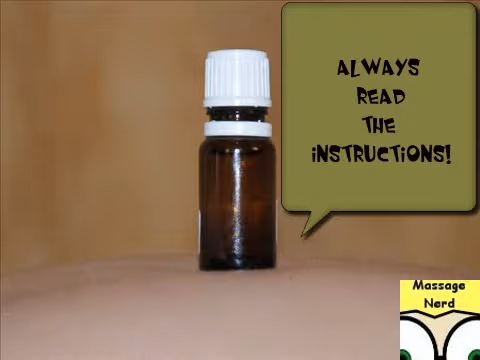 ALWAYS
READ
THE
INSTRUCTIONS!
Massage
Nerd